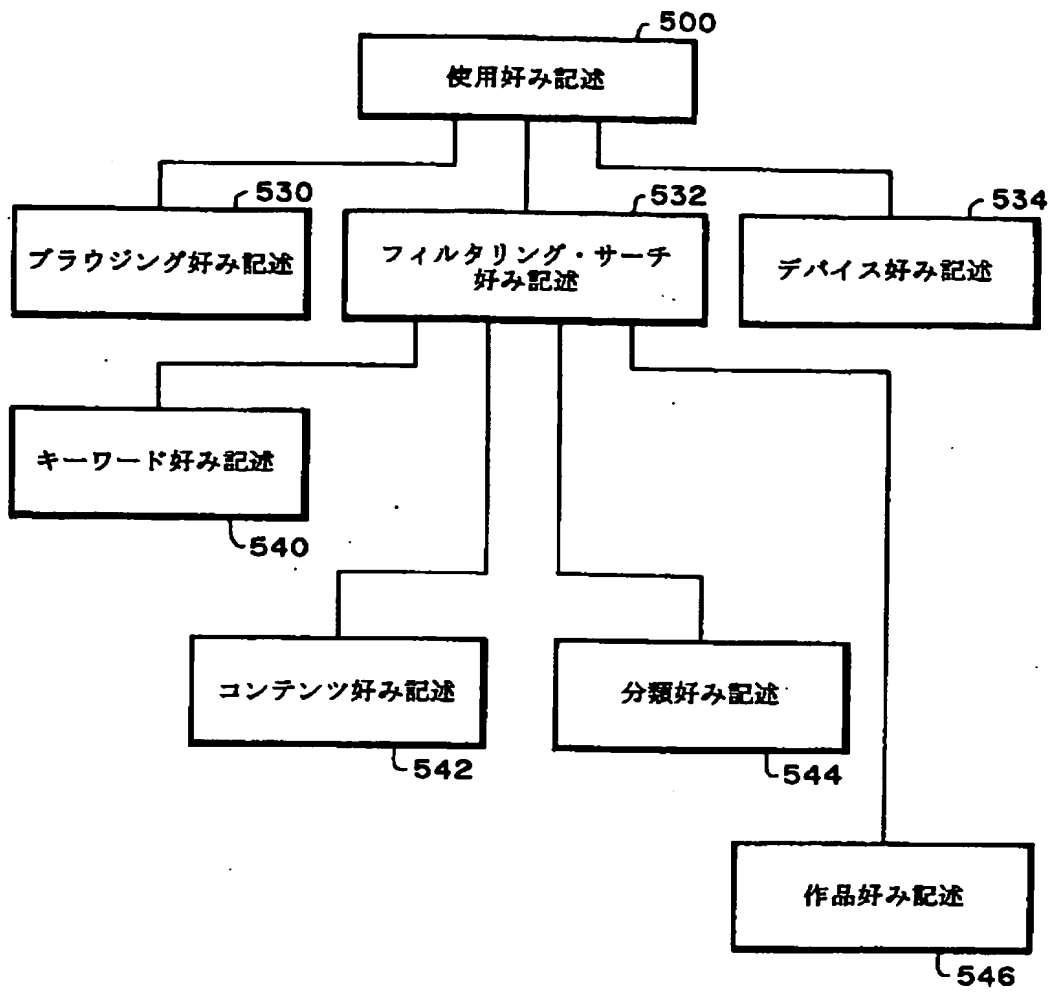 500
使用好み記述
530
ブラウジング好み記述
532
フィルタリング・サーチ
好み記述
534
デバイス好み記述
キーワード好み記述
540
コンテンツ好み記述
542
分類好み記述
544
作品好み記述
546